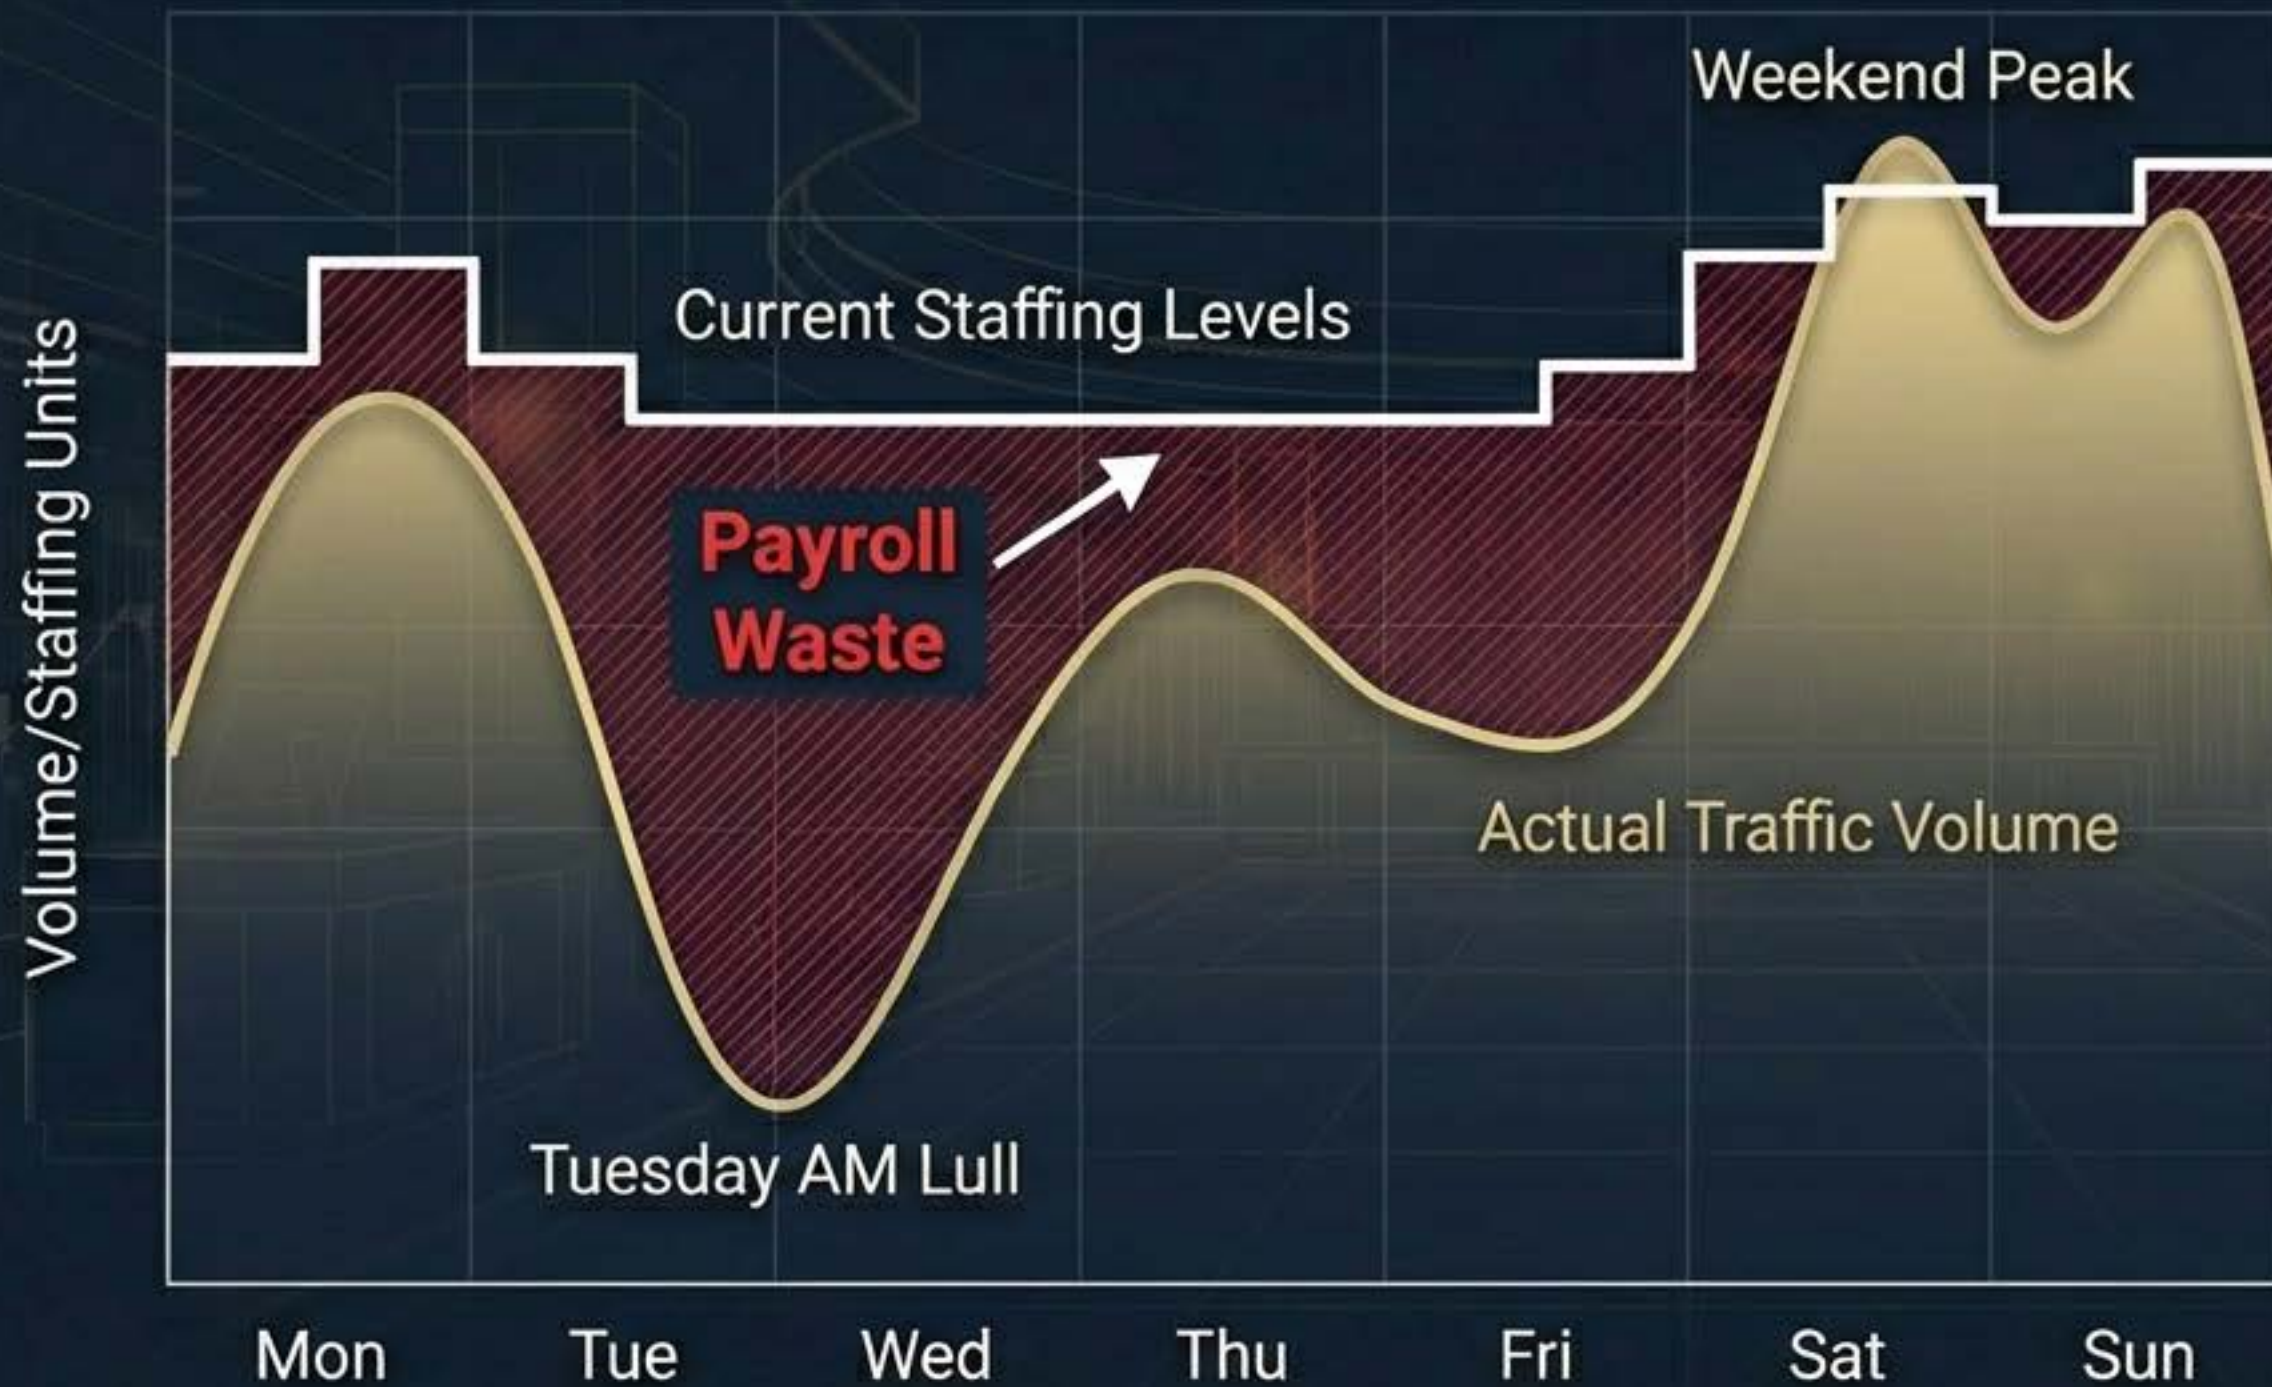 Weekend Peak
Current Staffing Levels
Payroll
Waste
Actual Traffic Volume
Tuesday AM Lull
Volume/Staffing Units
Mon Tue Wed Thu Fri Sat Sun